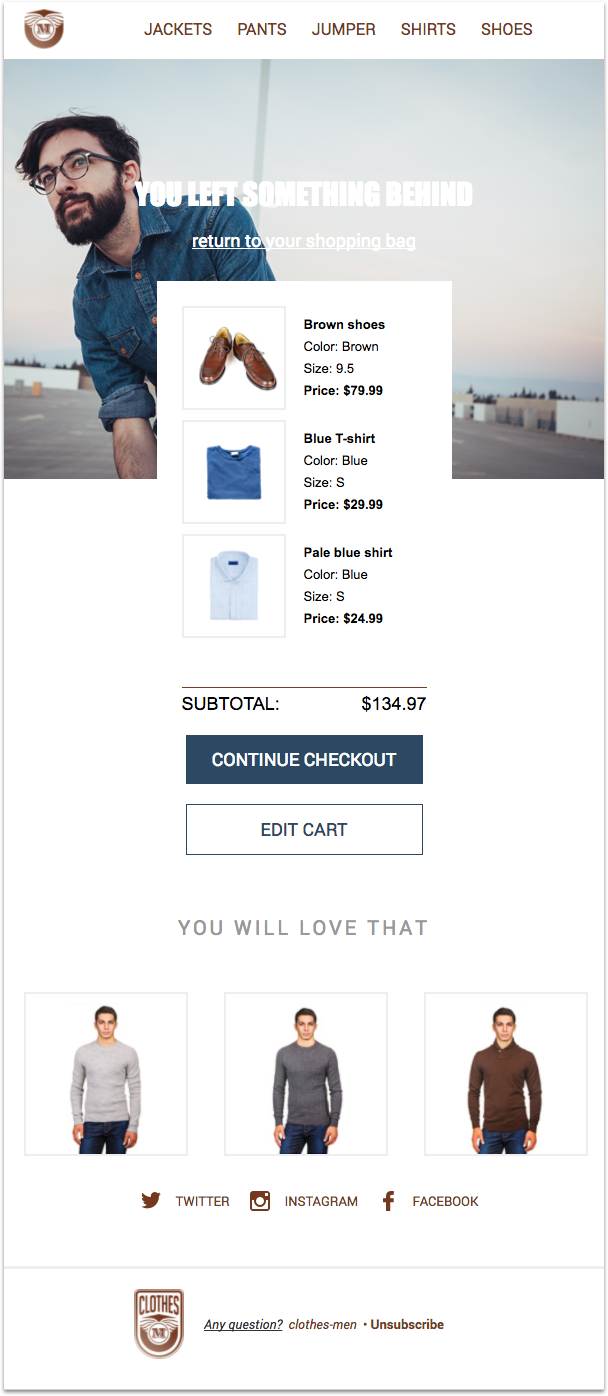 M
JACKETS PANTS JUMPER SHIRTS SHOES
YOU LEFT SOMETHING BEHIND
return to your shopping bag
Brown shoes
Color: Brown
Size: 9.5
Price: $79.99
Blue T-shirt
Color: Blue
Size: S
Price: $29.99
Pale blue shirt
Color: Blue
Size: S
Price: $24.99
SUBTOTAL: $134.97
CONTINUE CHECKOUT
EDIT CART
YOU WILL LOVE THAT
TWITTER INSTAGRAM FACEBOOK
CLOTHES
M
Any question? clothes-men • Unsubscribe